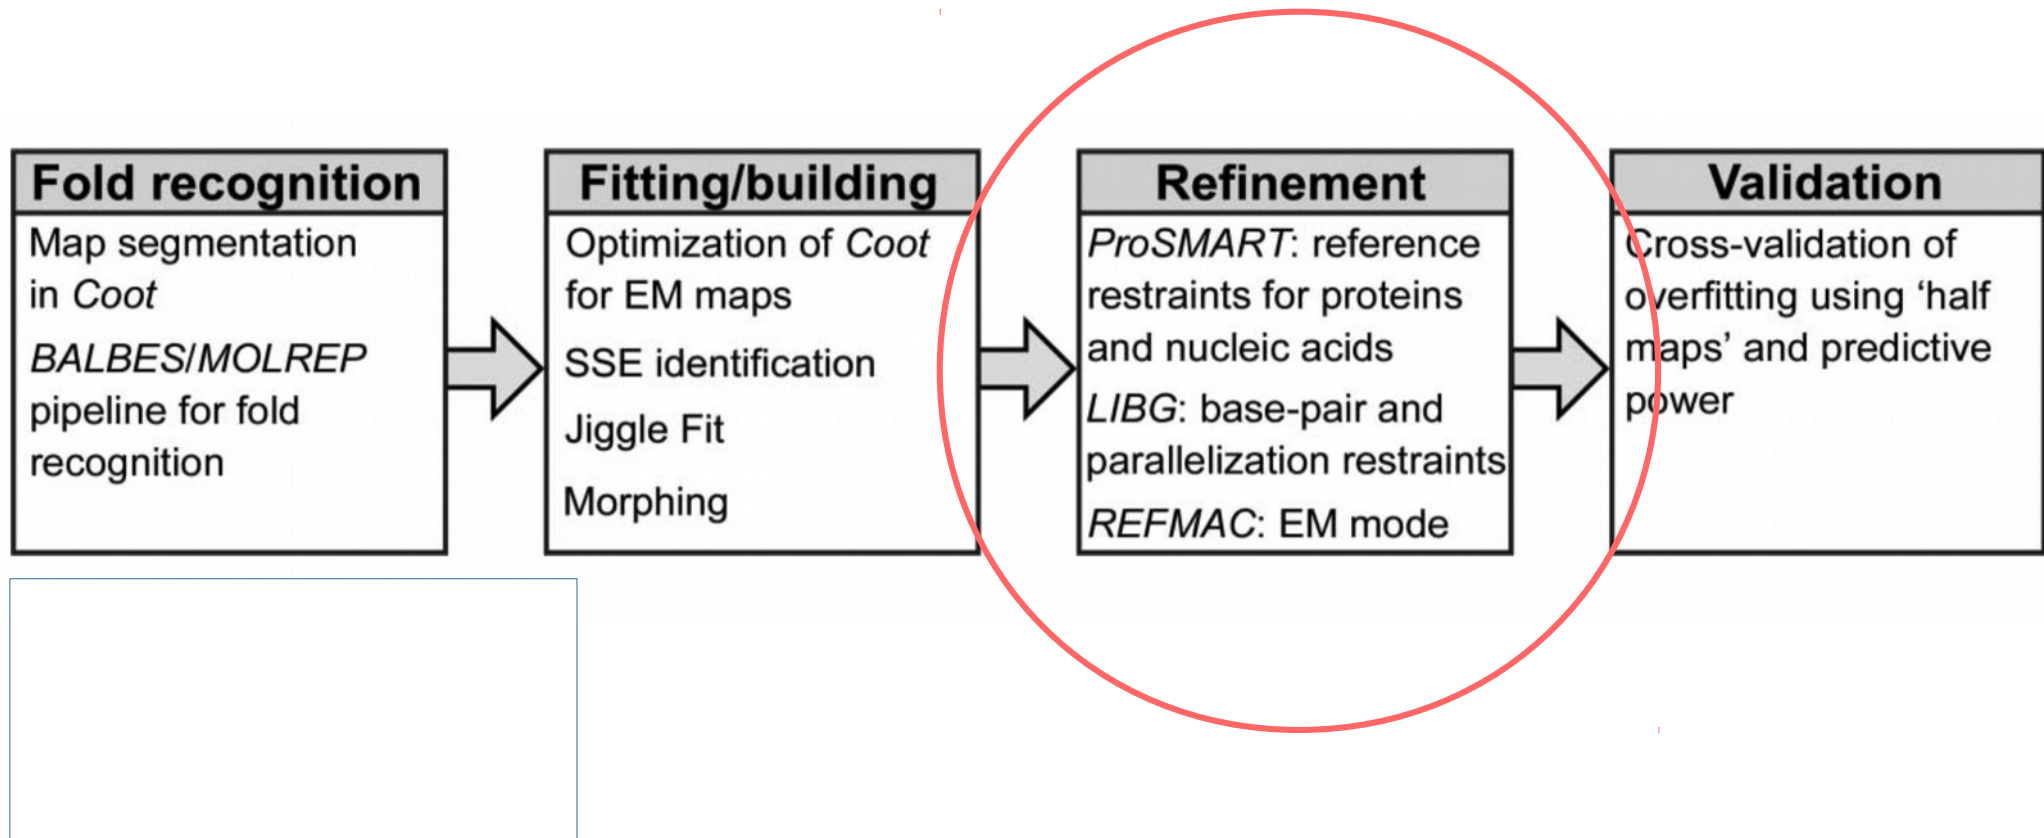 Fold recognition
Map segmentation
in Coot
BALBES/MOLREP
pipeline for fold
recognition
Fitting/building
Optimization of Coot
for EM maps
SSE identification
Jiggle Fit
Morphing
Refinement
ProSMART: reference
restraints for proteins
and nucleic acids
LIBG: base-pair and
parallelization restraints
REFMAC: EM mode
Validation
Cross-validation of
overfitting using ‘half
maps’ and predictive
power